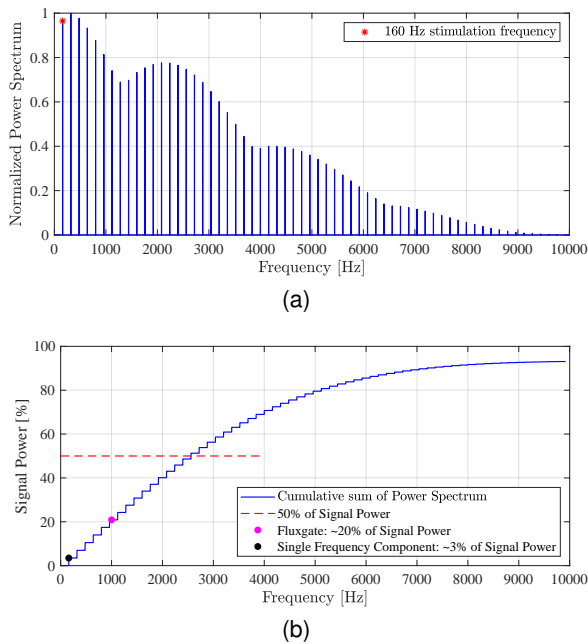 Normalized Power Spectrum
1
0.8
0.6
0.4
0.2
0
160 Hz stimulation frequency
0 1000 2000 3000 4000 5000 6000 7000 8000 9000 10000
Frequency [Hz]
(a)
Signal Power [%]
100
80
60
40
20
0
Cumulative sum of Power Spectrum
50% of Signal Power
Fluxgate: ~20% of Signal Power
Single Frequency Component: ~3% of Signal Power
0 1000 2000 3000 4000 5000 6000 7000 8000 9000 10000
Frequency [Hz]
(b)